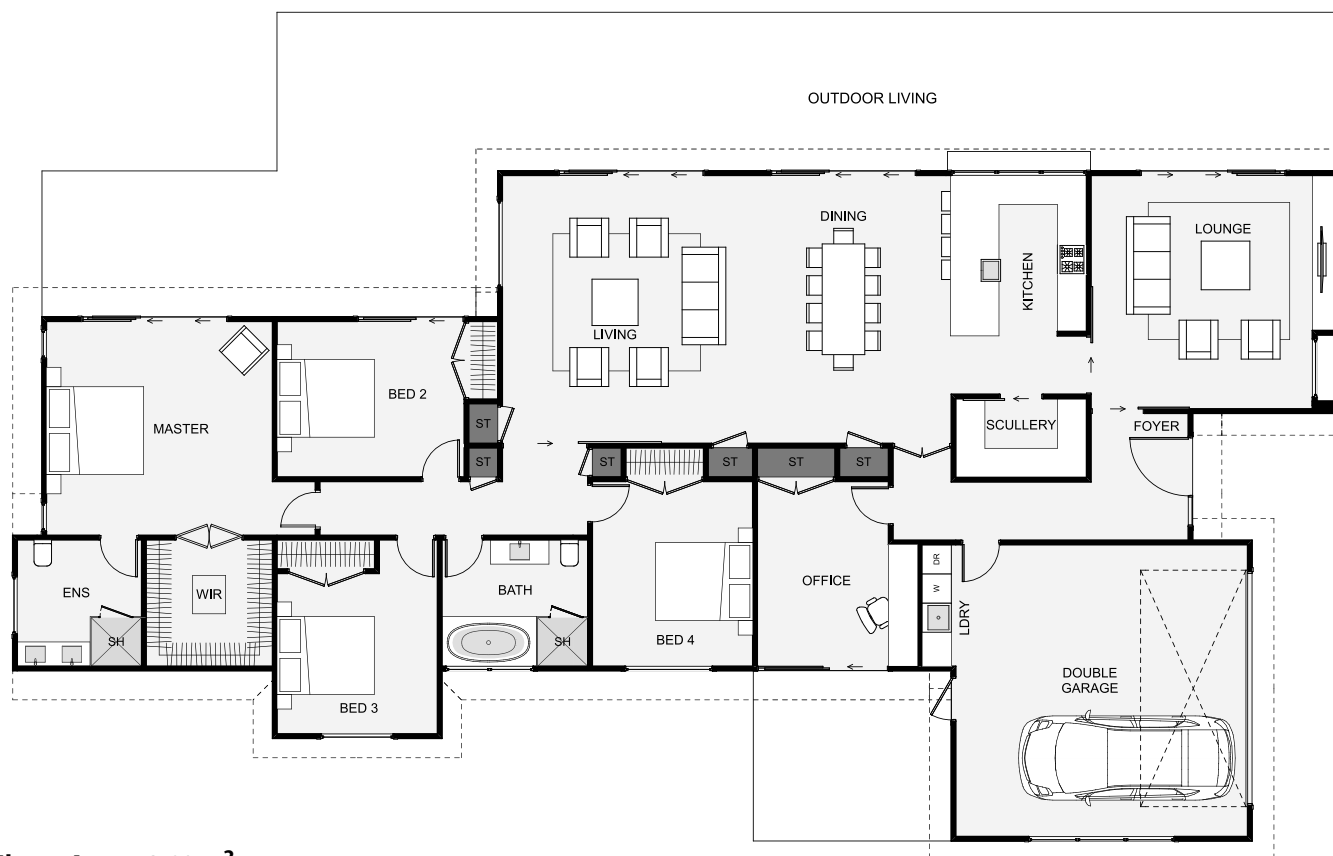 OUTDOOR LIVING
DINING
LOUNGE
KITCHEN
LIVING
BED 2
MASTER
ST
SCULLERY
FOYER
ST
ST
ST
ST
ST
DR
W
LDRY
OFFICE
ENS
WIR
BATH
BED 4
SH
SH
DOUBLE
GARAGE
BED 3